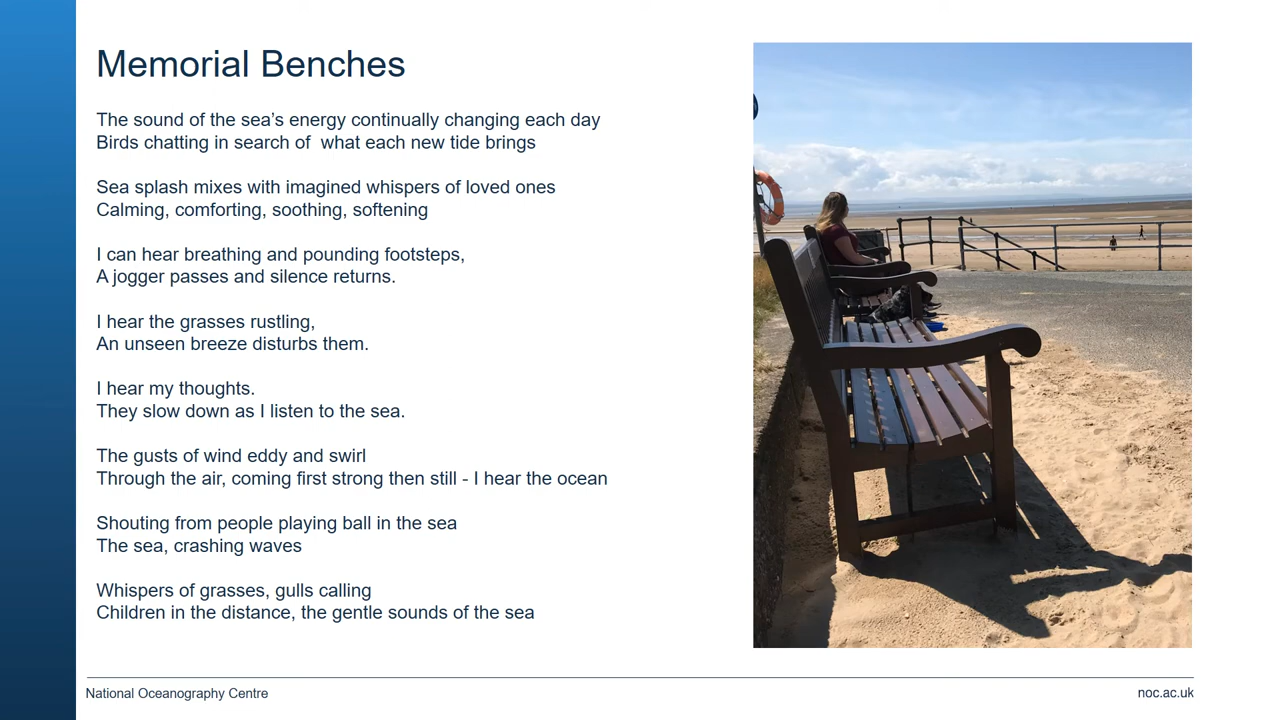 Memorial Benches
The sound of the sea’s energy continually changing each day
Birds chatting in search of  what each new tide brings
Sea splash mixes with imagined whispers of loved ones
Calming, comforting, soothing, softening
I can hear breathing and pounding footsteps,
A jogger passes and silence returns.
I hear the grasses rustling,
An unseen breeze disturbs them.
I hear my thoughts.
They slow down as I listen to the sea.
The gusts of wind eddy and swirl
Through the air, coming first strong then still - I hear the ocean
Shouting from people playing ball in the sea
The sea, crashing waves
Whispers of grasses, gulls calling
Children in the distance, the gentle sounds of the sea
National Oceanography Centre
noc.ac.uk